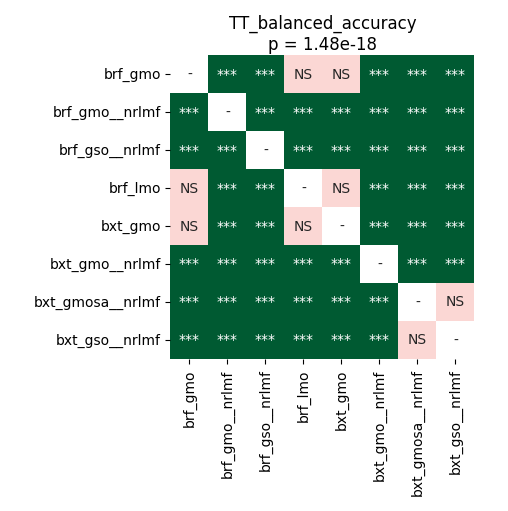 TT_balanced_accuracy
p = 1.48e-18
brf_gmo - *** *** NS NS *** *** ***
brf_gmo__nrlmf *** - *** *** *** *** *** ***
brf_gso__nrlmf *** *** - *** *** *** *** ***
brf_lmo NS *** *** - NS *** *** ***
bxt_gmo NS *** *** NS - *** *** ***
bxt_gmo__nrlmf *** *** *** *** *** - *** ***
bxt_gmosa__nrlmf *** *** *** *** *** *** - NS
bxt_gso__nrlmf *** *** *** *** *** *** NS -
brf_gmo
brf_gmo__nrlmf
brf_gso__nrlmf
brf_lmo
bxt_gmo
bxt_gmo__nrlmf
bxt_gmosa__nrlmf
bxt_gso__nrlmf